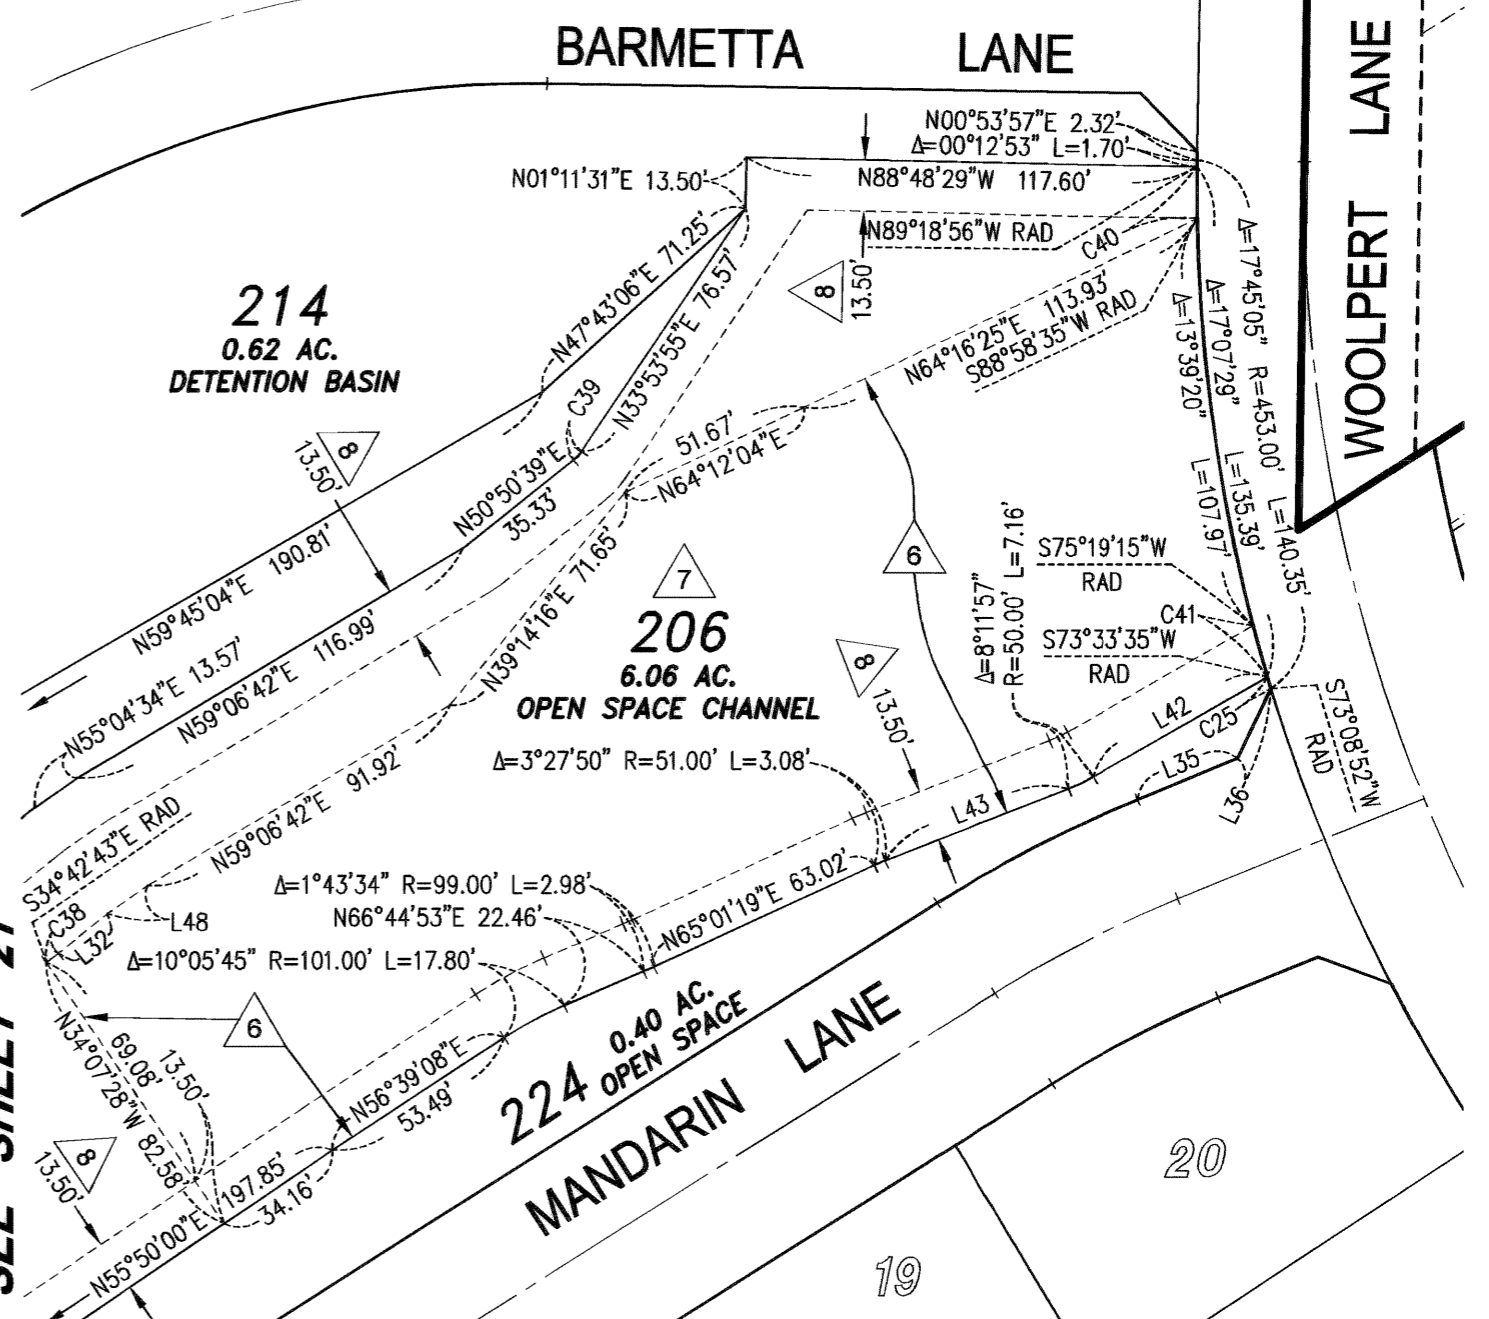 BARMETTA LANE
WOOLPERT LANE
N00°53'57"E 2.32'
Δ=00°12'53" L=1.70'
N01°11'31"E 13.50'
N88°48'29"W 117.60'
N89°18'56"W RAD
C40
8
13.50'
N47°43'06"E 71.25'
N33°53'55"E 76.57'
C39
N64°16'25"E 113.93'
S88°58'35"W RAD
Δ=17°45'05" R=453.00' L=140.35'
Δ=17°07'29" L=135.39'
Δ=13°39'20" L=107.97'
214
0.62 AC.
DETENTION BASIN
8
13.50'
51.67'
N64°12'04"E
N50°50'39"E
35.33'
N59°45'04"E 190.81'
N39°14'16"E 71.65'
6
7
206
6.06 AC.
OPEN SPACE CHANNEL
Δ=8°11'57"
R=50.00' L=7.16'
S75°19'15"W
RAD
C41
S73°33'35"W
RAD
8
13.50'
N55°04'34"E 13.57'
N59°06'42"E 116.99'
L42
C25
S73°08'52"W
RAD
L35
L36
L43
Δ=3°27'50" R=51.00' L=3.08'
N59°06'42"E 91.92'
S34°42'43"E RAD
C38
L32
L48
Δ=1°43'34" R=99.00' L=2.98'
N66°44'53"E 22.46'
Δ=10°05'45" R=101.00' L=17.80'
N65°01'19"E 63.02'
6
69.08'
13.50'
N34°07'28"W 82.58'
N56°39'08"E
53.49'
224
0.40 AC.
OPEN SPACE
MANDARIN LANE
8
13.50'
N55°50'00"E 197.85'
34.16'
20
19